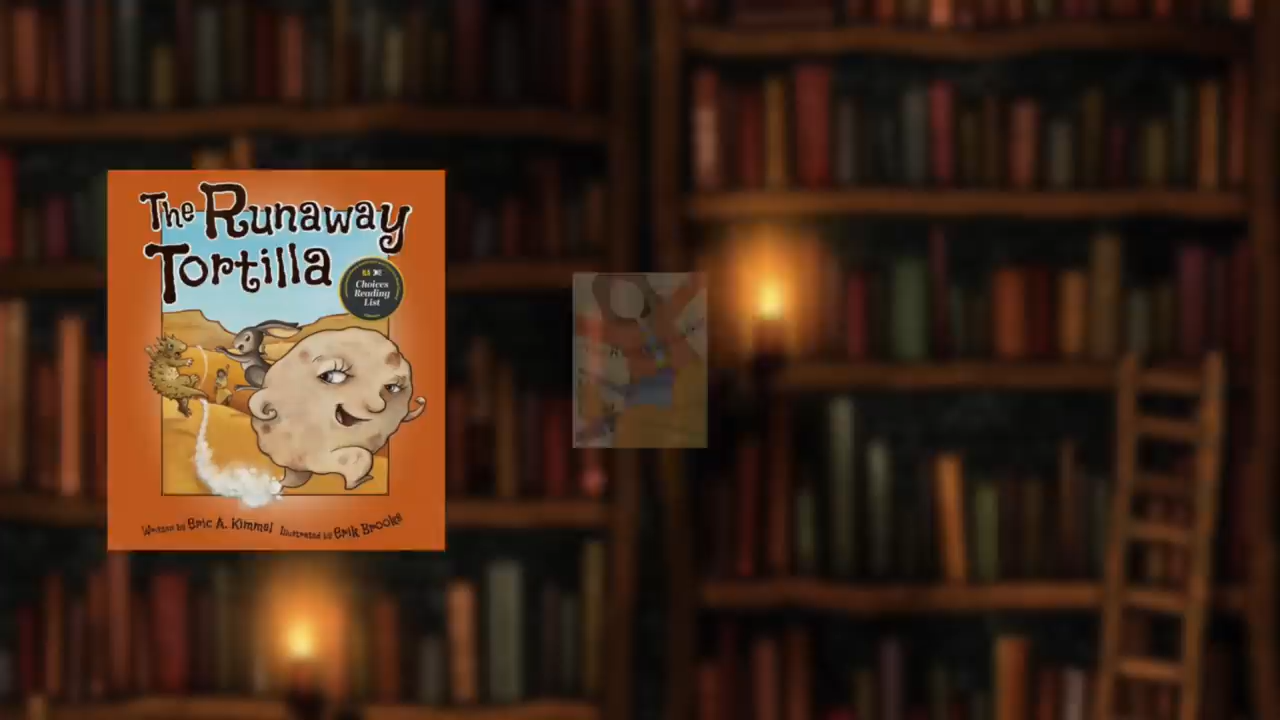 The Runaway
Tortilla
Choices
Reading
List
Written by Eric A. Kimmel Illustrated by Erik Brooks